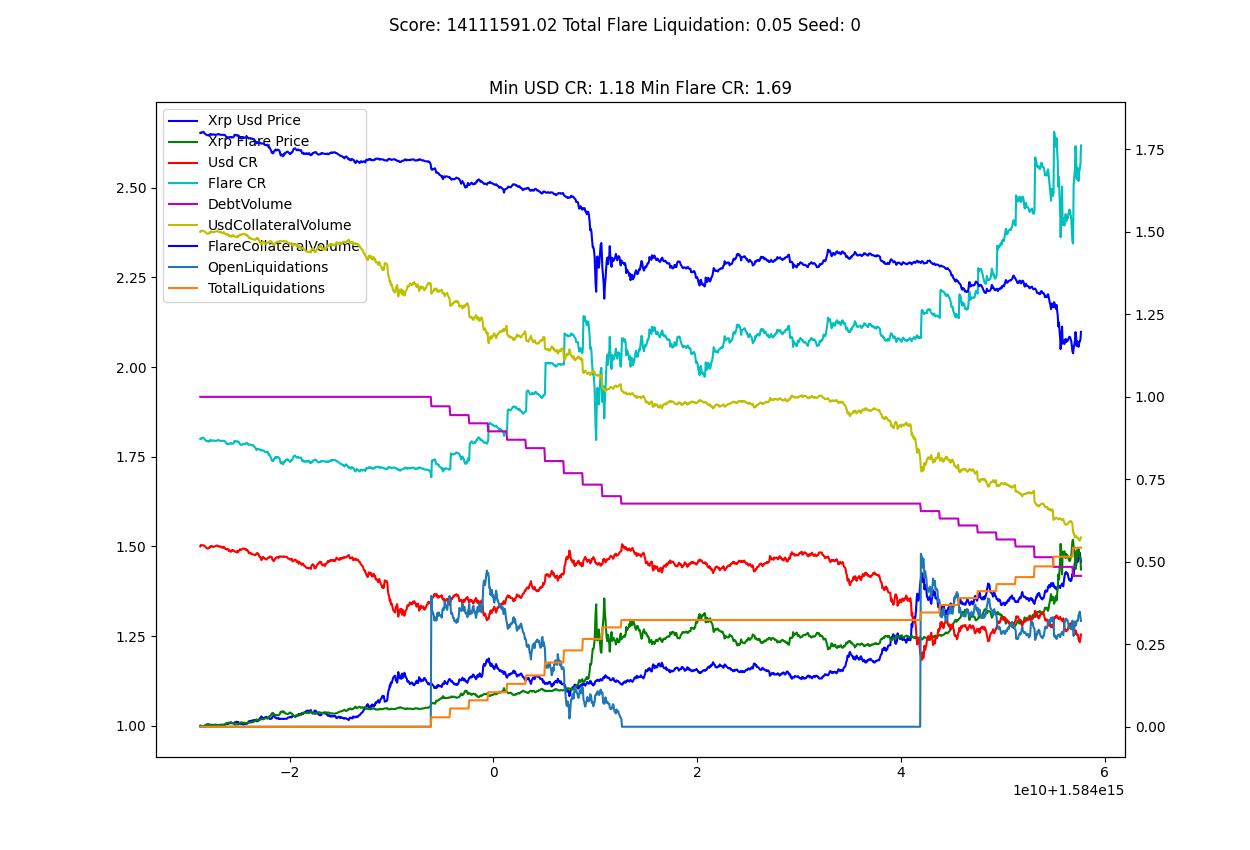 Score: 14111591.02 Total Flare Liquidation: 0.05 Seed: 0
Min USD CR: 1.18 Min Flare CR: 1.69
Xrp Usd Price
Xrp Flare Price
Usd CR
Flare CR
DebtVolume
UsdCollateralVolume
FlareCollateralVolume
OpenLiquidations
TotalLiquidations
2.50
2.25
2.00
1.75
1.50
1.25
1.00
1.75
1.50
1.25
1.00
0.75
0.50
0.25
0.00
−2
0
2
4
6
1e10+1.584e15